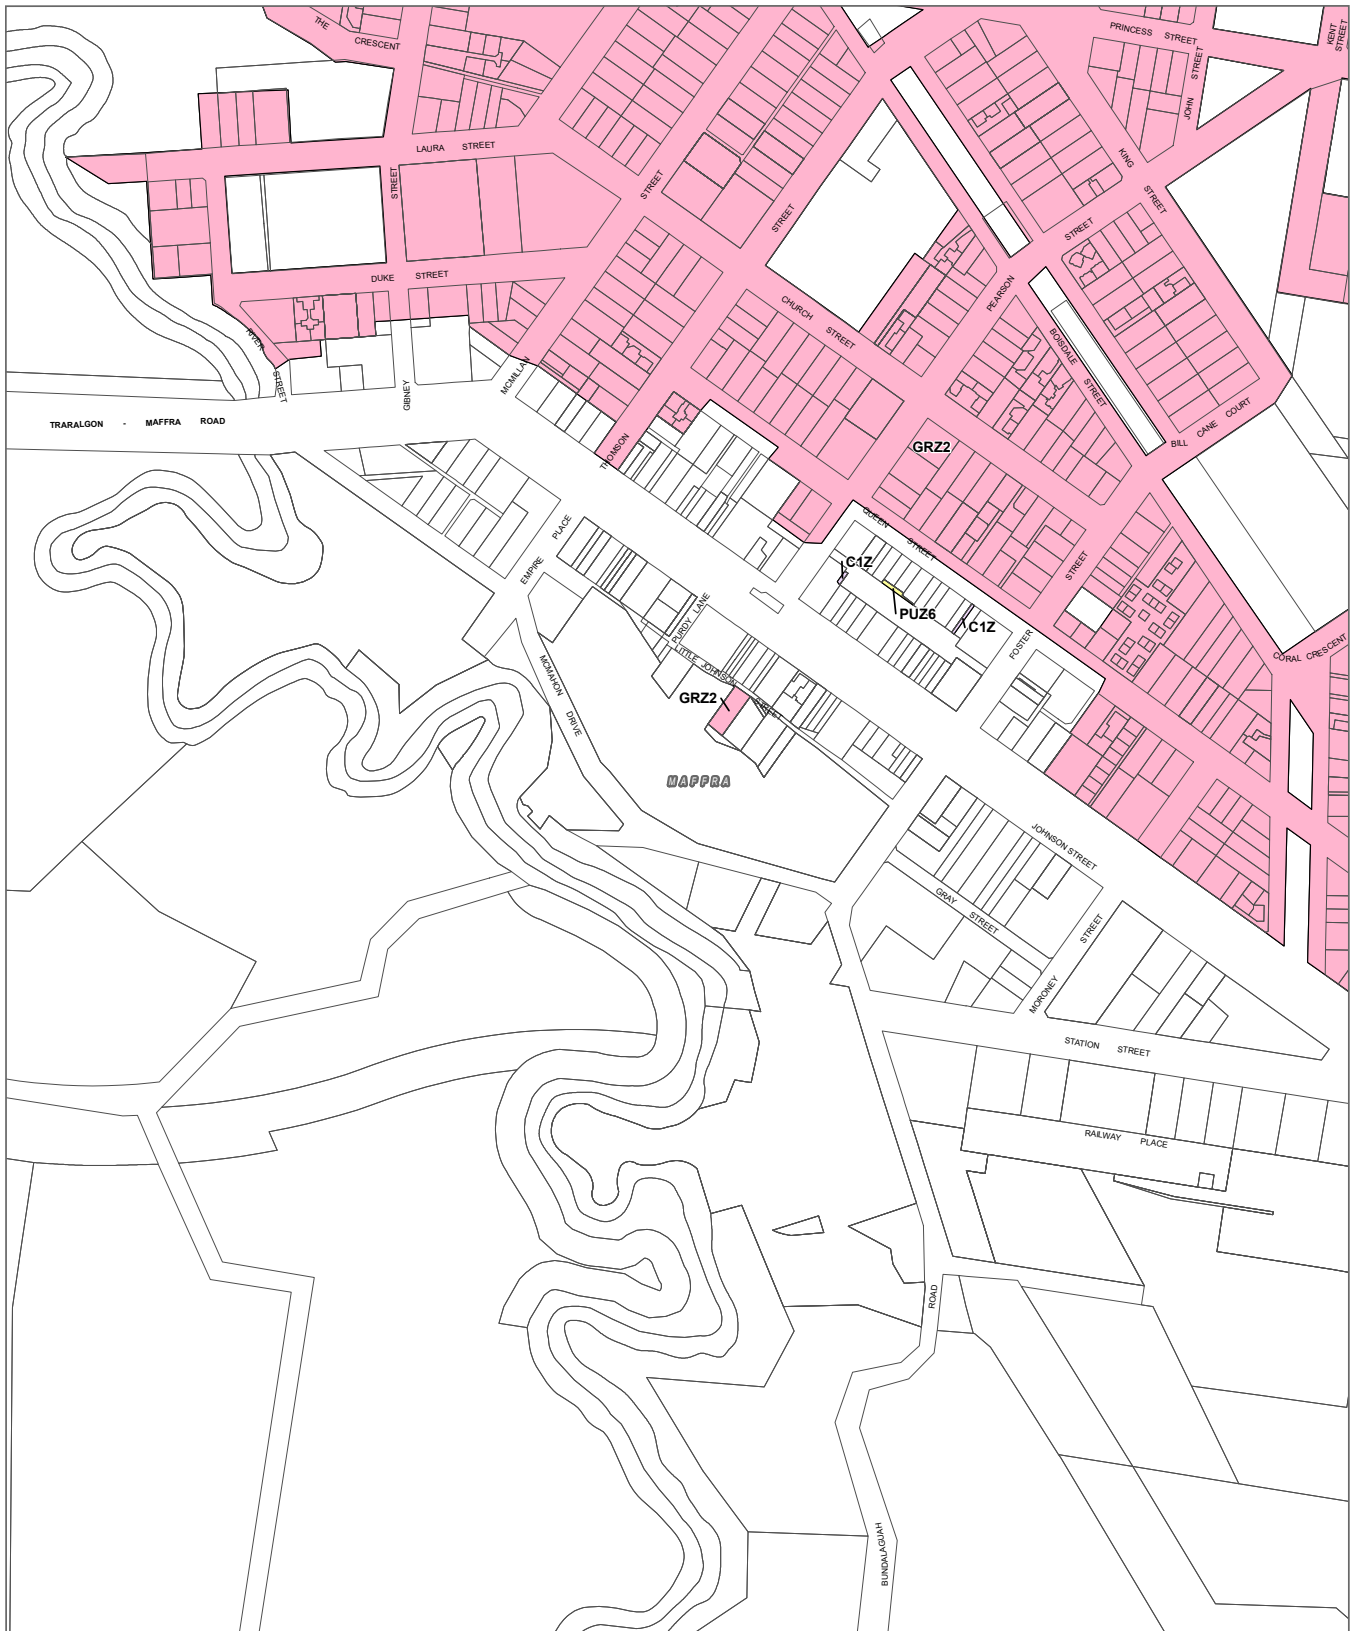 THE CRESCENT
PRINCESS STREET
KENT STREET
JOHN STREET
LAURA STREET
STREET
KING STREET
STREET
STREET
STREET
DUKE STREET
PEARSON
CHURCH STREET
BOISDALE STREET
RIVER STREET
GIBNEY
MCMILLAN
BILL CANE COURT
TRARALGON - MAFFRA ROAD
THOMSON
GRZ2
QUEEN STREET
EMPIRE PLACE
C1Z
STREET
PUZ6
C1Z
PURDY LANE
FOSTER
LITTLE JOHNSON STREET
CORAL CRESCENT
MCMAHON DRIVE
GRZ2
MAFFRA
JOHNSON STREET
GRAY STREET
MORONEY STREET
STATION STREET
RAILWAY PLACE
BUNDALAGUAH ROAD